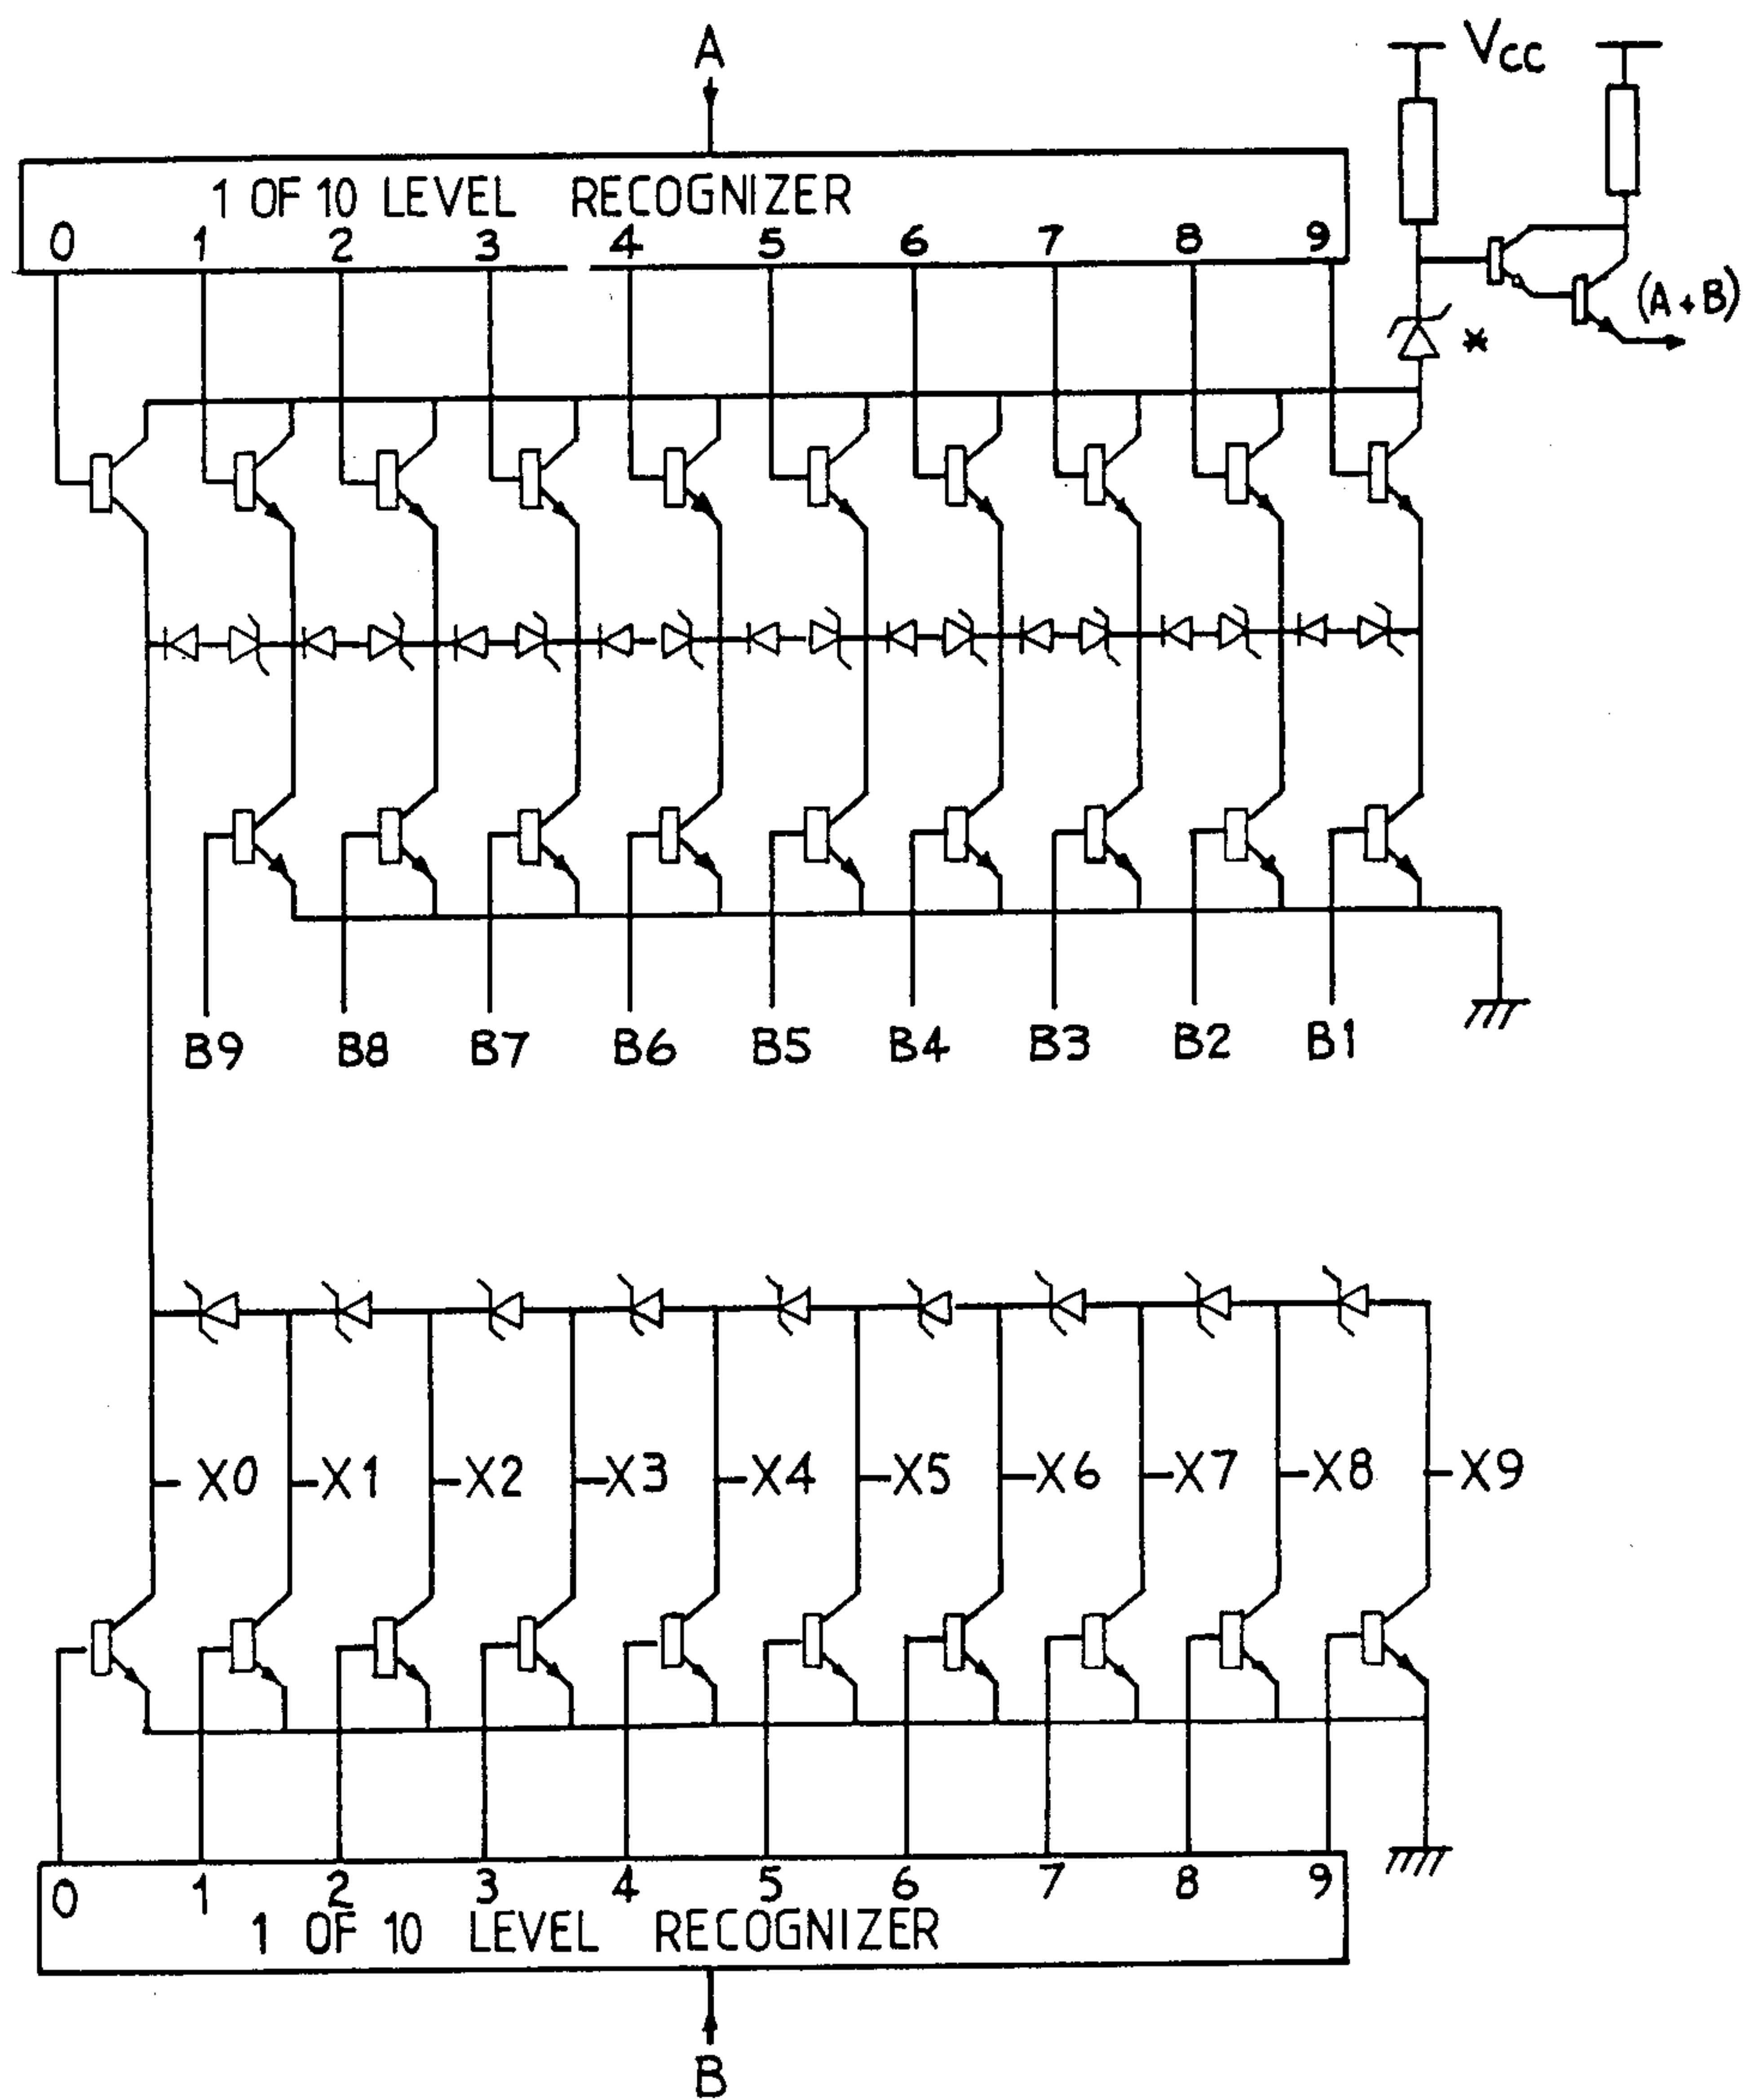 A
Vcc
1 OF 10 LEVEL RECOGNIZER
0 1 2 3 4 5 6 7 8 9
(A+B)
*
B9 B8 B7 B6 B5 B4 B3 B2 B1
X0 X1 X2 X3 X4 X5 X6 X7 X8 X9
0 1 2 3 4 5 6 7 8 9
1 OF 10 LEVEL RECOGNIZER
B